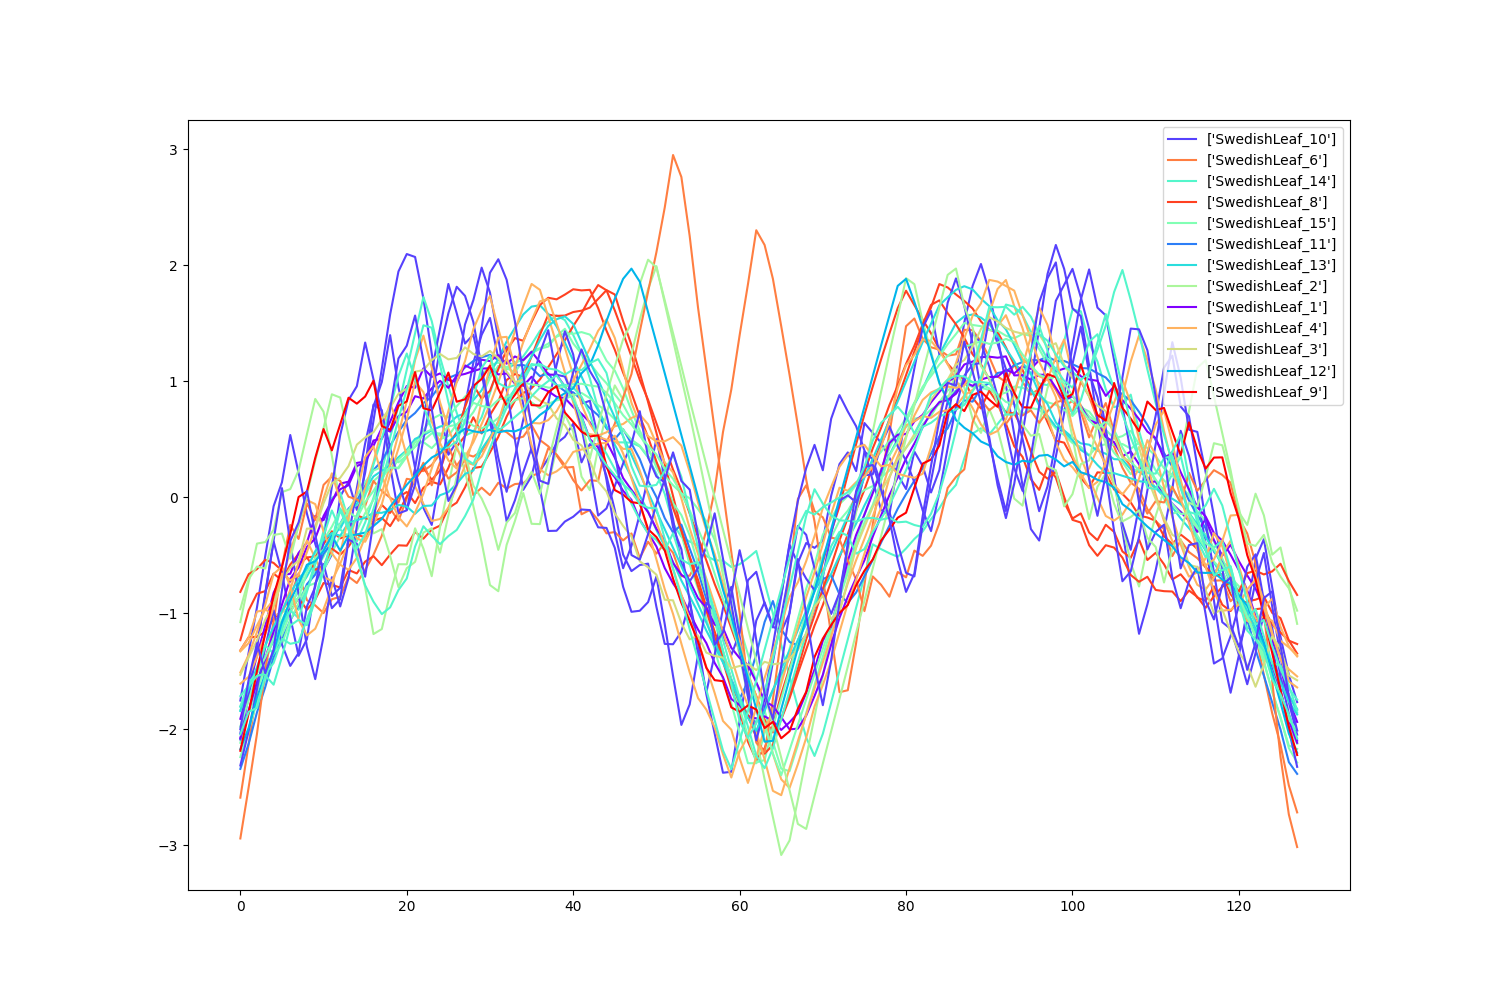 3
2
1
0
−1
−2
−3
0
20
40
60
80
100
120
['SwedishLeaf_10']
['SwedishLeaf_6']
['SwedishLeaf_14']
['SwedishLeaf_8']
['SwedishLeaf_15']
['SwedishLeaf_11']
['SwedishLeaf_13']
['SwedishLeaf_2']
['SwedishLeaf_1']
['SwedishLeaf_4']
['SwedishLeaf_3']
['SwedishLeaf_12']
['SwedishLeaf_9']